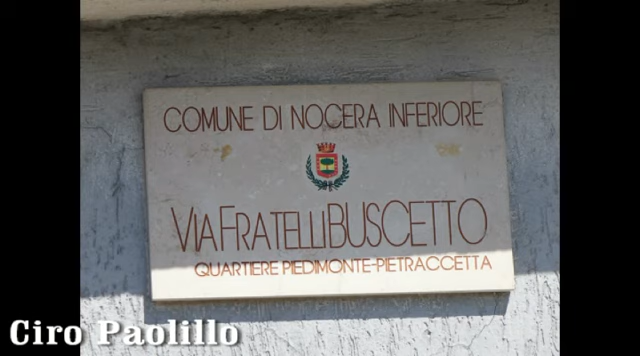 COMUNE DI NOCERA INFERIORE
VIA FRATELLI BUSCETTO
QUARTIERE PIEDIMONTE-PIETRACCETTA
Ciro Paolillo